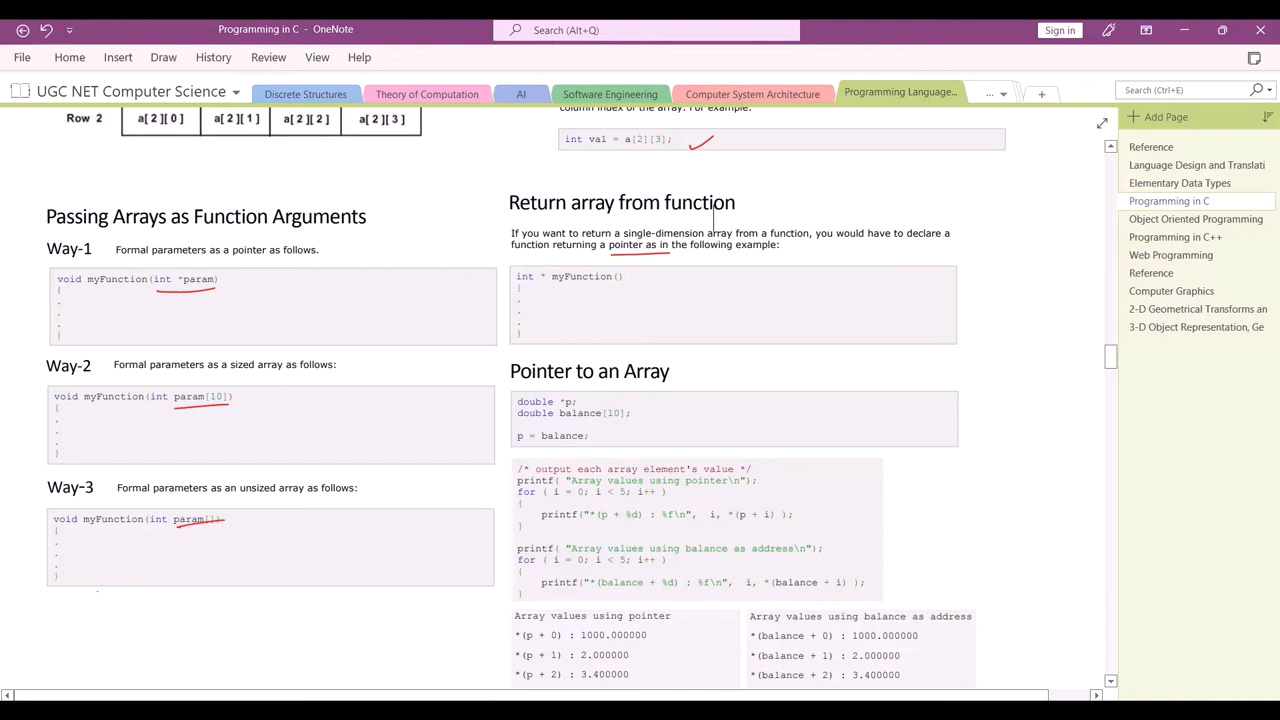 Programming in C - OneNote
Search (Alt+Q)
Sign in
File Home Insert Draw History Review View Help
UGC NET Computer Science
Discrete Structures
Theory of Computation
AI
Software Engineering
Computer System Architecture
Programming Language...
...
Search (Ctrl+E)
Add Page
Reference
Language Design and Translati
Elementary Data Types
Programming in C
Object Oriented Programming
Programming in C++
Web Programming
Reference
Computer Graphics
2-D Geometrical Transforms an
3-D Object Representation, Ge
Row 2 a[ 2 ][ 0 ] a[ 2 ][ 1 ] a[ 2 ][ 2 ] a[ 2 ][ 3 ]
Passing Arrays as Function Arguments
Way-1 Formal parameters as a pointer as follows.
void myFunction(int *param)
{
.
.
.
}
Way-2 Formal parameters as a sized array as follows:
void myFunction(int param[10])
{
.
.
.
}
Way-3 Formal parameters as an unsized array as follows:
void myFunction(int param[])
{
.
.
.
}
column index of the array. For example:
int val = a[2][3];
Return array from function
If you want to return a single-dimension array from a function, you would have to declare a
function returning a pointer as in the following example:
int * myFunction()
{
.
.
.
}
Pointer to an Array
double *p;
double balance[10];
p = balance;
/* output each array element's value */
printf( "Array values using pointer\n");
for ( i = 0; i < 5; i++ )
{
printf("*(p + %d) : %f\n", i, *(p + i) );
}
printf( "Array values using balance as address\n");
for ( i = 0; i < 5; i++ )
{
printf("*(balance + %d) : %f\n", i, *(balance + i) );
}
Array values using pointer
*(p + 0) : 1000.000000
*(p + 1) : 2.000000
*(p + 2) : 3.400000
Array values using balance as address
*(balance + 0) : 1000.000000
*(balance + 1) : 2.000000
*(balance + 2) : 3.400000